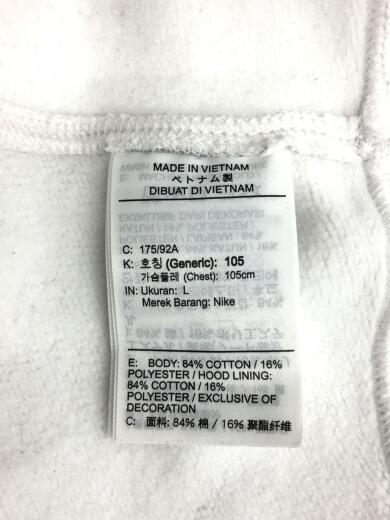 MADE IN VIETNAM
ベトナム製
DIBUAT DI VIETNAM
C: 175/92A
K: 호칭 (Generic): 105
가슴둘레 (Chest): 105cm
IN: Ukuran: L
Merek Barang: Nike
E: BODY: 84% COTTON / 16%
POLYESTER / HOOD LINING:
84% COTTON / 16%
POLYESTER / EXCLUSIVE OF
DECORATION
C: 面料: 84% 棉 / 16% 聚酯纤维